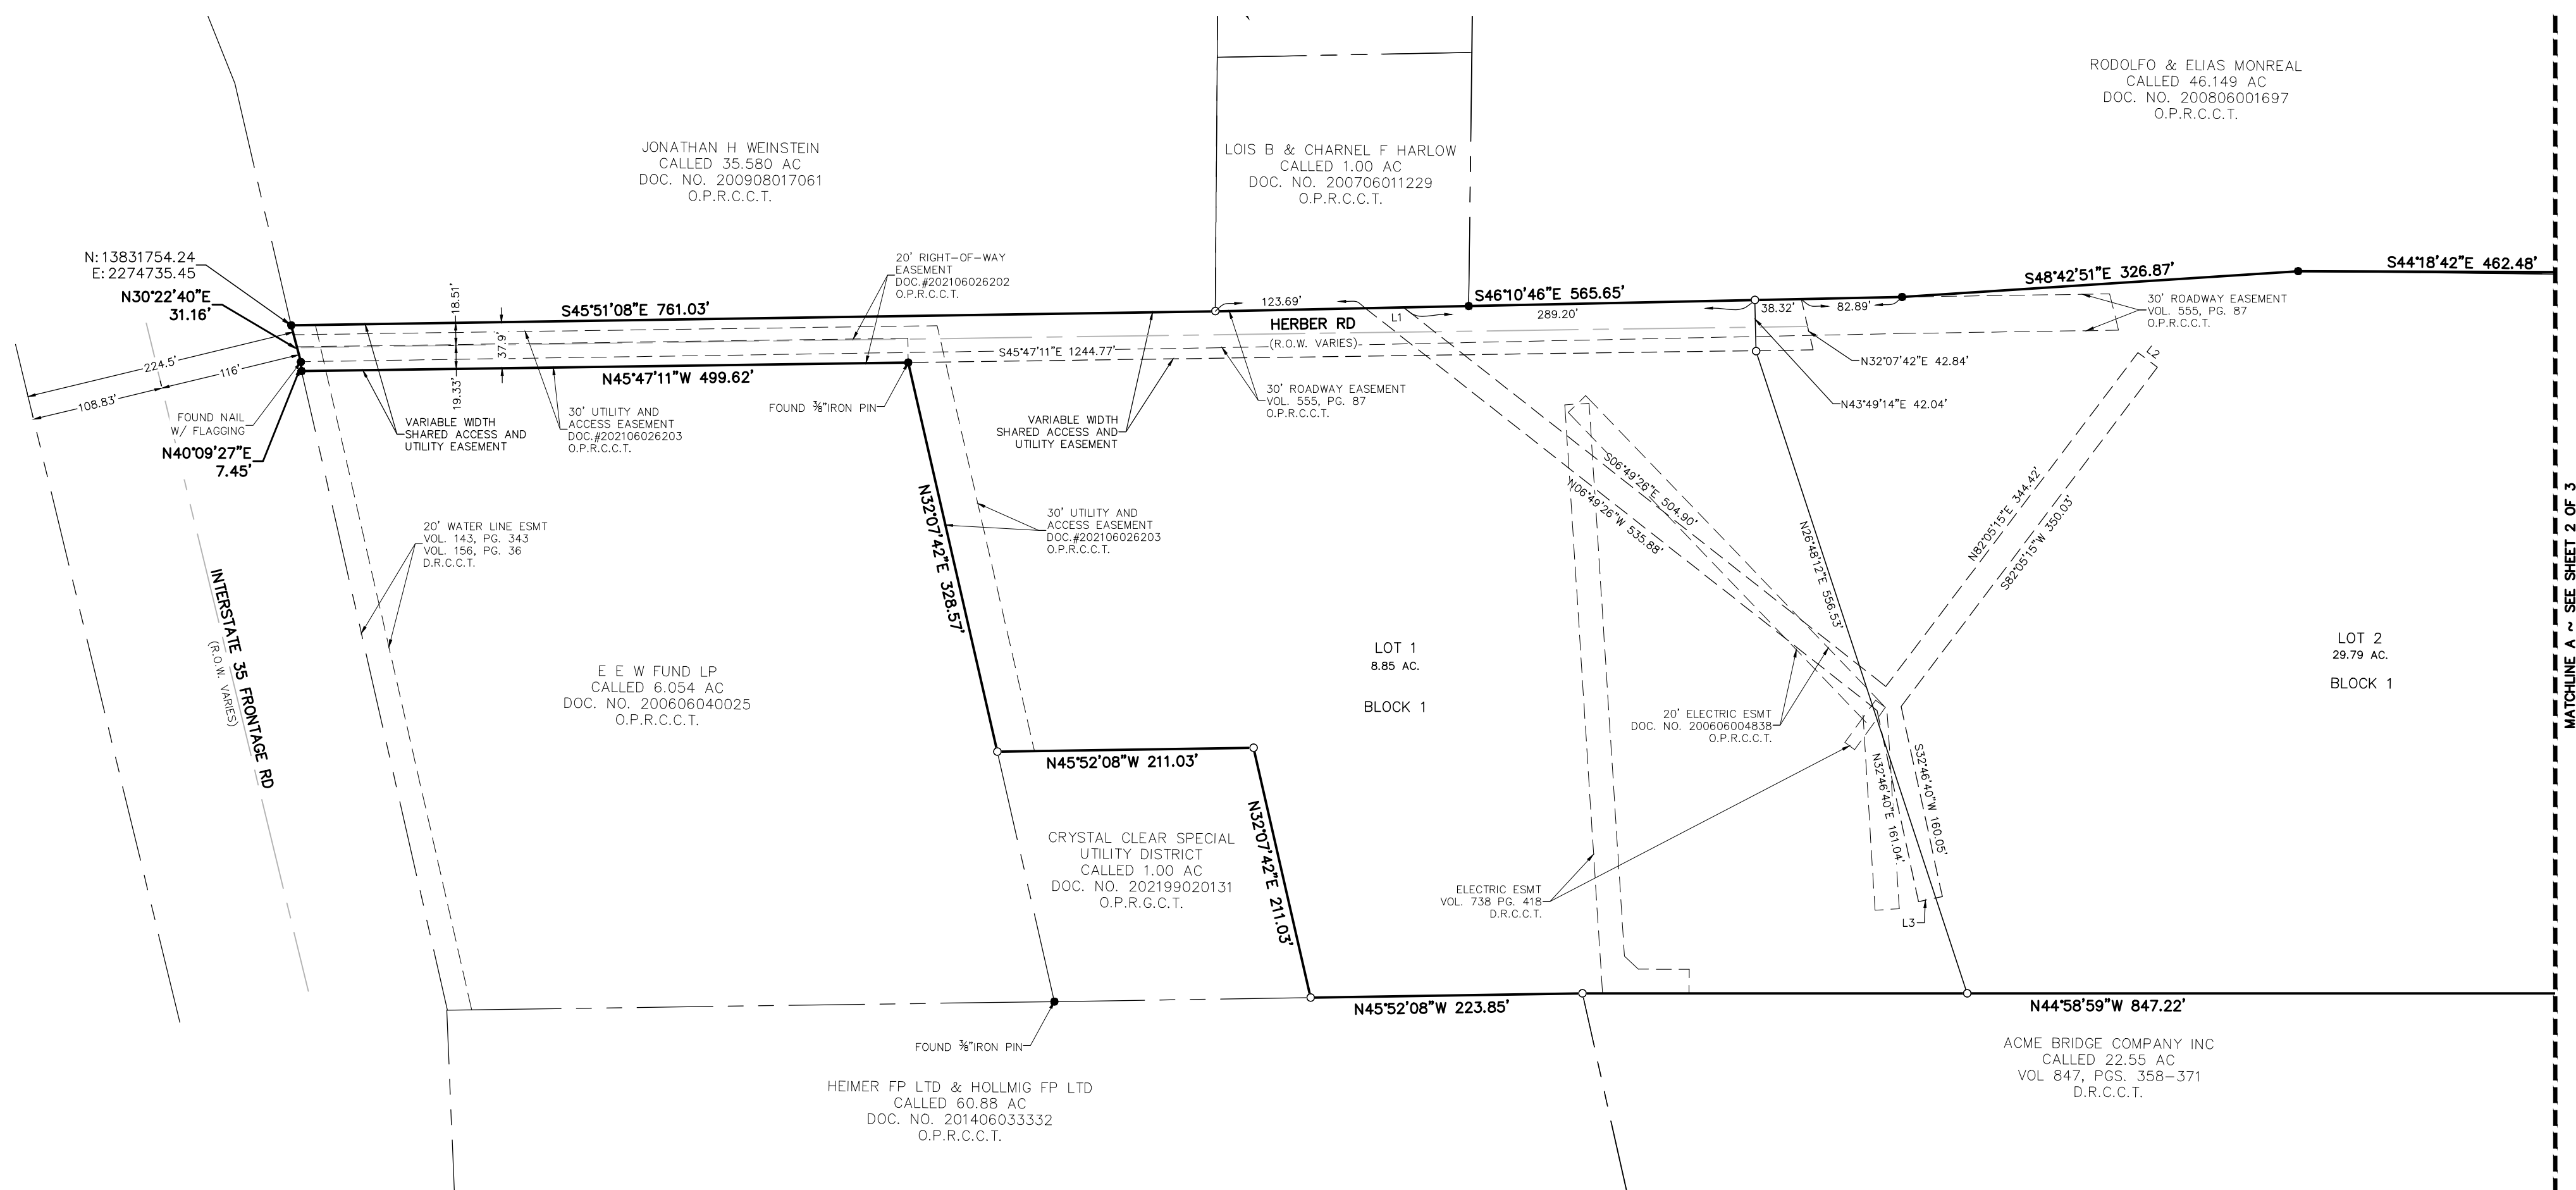 RODOLFO & ELIAS MONREAL
CALLED 46.149 AC
DOC. NO. 200806001697
O.P.R.C.C.T.
JONATHAN H WEINSTEIN
CALLED 35.580 AC
DOC. NO. 200908017061
O.P.R.C.C.T.
LOIS B & CHARNEL F HARLOW
CALLED 1.00 AC
DOC. NO. 200706011229
O.P.R.C.C.T.
N: 13831754.24
E: 2274735.45
N30°22'40"E
31.16'
20' RIGHT-OF-WAY
EASEMENT
DOC.#202106026202
O.P.R.C.C.T.
S45°51'08"E 761.03'
18.51'
37.9'
19.33'
123.69'
L1
S46°10'46"E 565.65'
289.20'
38.32'
82.89'
S48°42'51"E 326.87'
S44°18'42"E 462.48'
30' ROADWAY EASEMENT
VOL. 555, PG. 87
O.P.R.C.C.T.
HERBER RD
(R.O.W. VARIES)
S45°47'11"E 1244.77'
N32°07'42"E 42.84'
N43°49'14"E 42.04'
L2
224.5'
116'
108.83'
FOUND NAIL
W/ FLAGGING
N40°09'27"E
7.45'
VARIABLE WIDTH
SHARED ACCESS AND
UTILITY EASEMENT
N45°47'11"W 499.62'
30' UTILITY AND
ACCESS EASEMENT
DOC.#202106026203
O.P.R.C.C.T.
FOUND ⅜"IRON PIN
VARIABLE WIDTH
SHARED ACCESS AND
UTILITY EASEMENT
30' ROADWAY EASEMENT
VOL. 555, PG. 87
O.P.R.C.C.T.
20' WATER LINE ESMT
VOL. 143, PG. 343
VOL. 156, PG. 36
D.R.C.C.T.
N32°07'42"E 328.57'
30' UTILITY AND
ACCESS EASEMENT
DOC.#202106026203
O.P.R.C.C.T.
S06°49'26"E 504.90'
N06°49'26"W 535.88'
N26°48'12"E 556.53'
N82°05'15"E 344.42'
S82°05'15"W 350.03'
MATCHLINE A ~ SEE SHEET 2 OF 3
INTERSTATE 35 FRONTAGE RD
(R.O.W. VARIES)
E E W FUND LP
CALLED 6.054 AC
DOC. NO. 200606040025
O.P.R.C.C.T.
LOT 1
8.85 AC.
BLOCK 1
LOT 2
29.79 AC.
BLOCK 1
20' ELECTRIC ESMT
DOC. NO. 200606004838
O.P.R.C.C.T.
N45°52'08"W 211.03'
N32°07'42"E 211.03'
N32°46'40"E 161.04'
S32°46'40"W 160.05'
L3
CRYSTAL CLEAR SPECIAL
UTILITY DISTRICT
CALLED 1.00 AC
DOC. NO. 202199020131
O.P.R.G.C.T.
ELECTRIC ESMT
VOL. 738 PG. 418
D.R.C.C.T.
N45°52'08"W 223.85'
N44°58'59"W 847.22'
FOUND ⅜"IRON PIN
HEIMER FP LTD & HOLLMIG FP LTD
CALLED 60.88 AC
DOC. NO. 201406033332
O.P.R.C.C.T.
ACME BRIDGE COMPANY INC
CALLED 22.55 AC
VOL 847, PGS. 358-371
D.R.C.C.T.